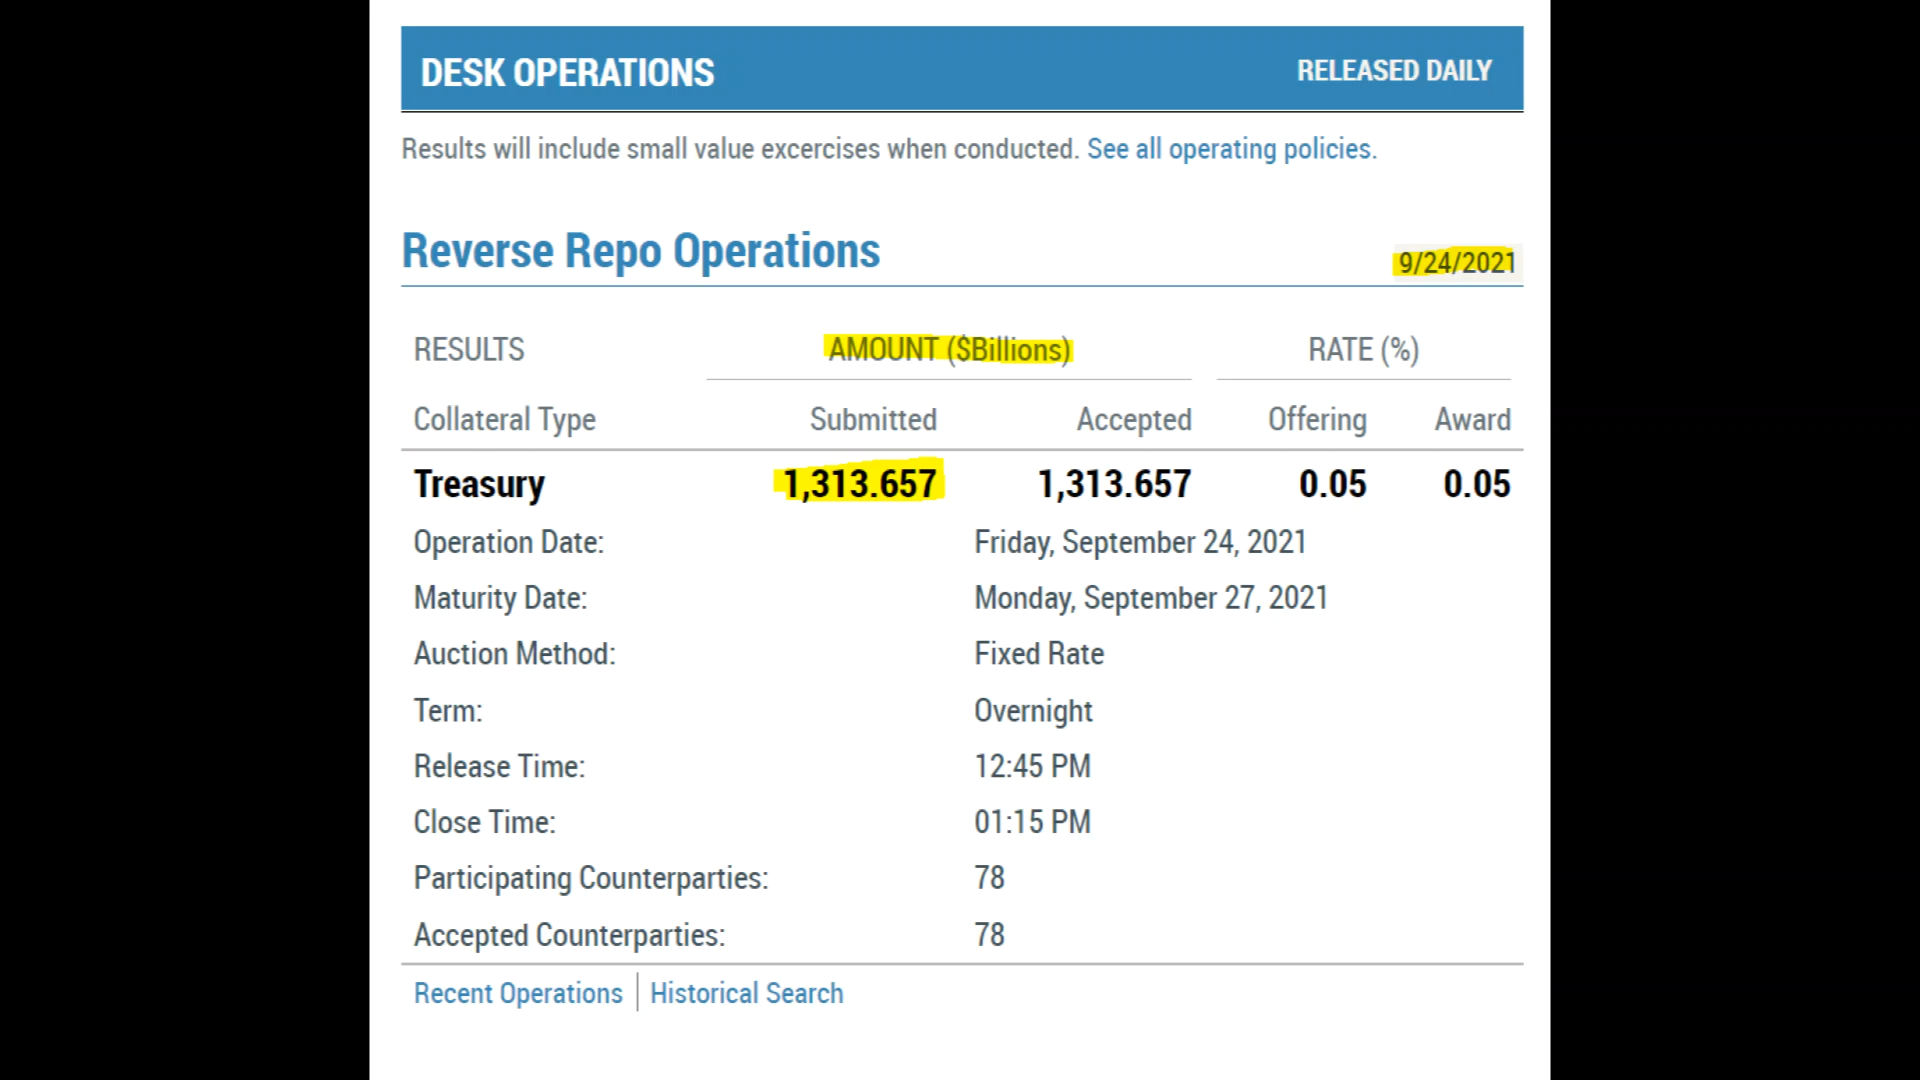 DESK OPERATIONS RELEASED DAILY
Results will include small value excercises when conducted. See all operating policies.
Reverse Repo Operations 9/24/2021
RESULTS AMOUNT ($Billions) RATE (%)
Collateral Type Submitted Accepted Offering Award
Treasury 1,313.657 1,313.657 0.05 0.05
Operation Date: Friday, September 24, 2021
Maturity Date: Monday, September 27, 2021
Auction Method: Fixed Rate
Term: Overnight
Release Time: 12:45 PM
Close Time: 01:15 PM
Participating Counterparties: 78
Accepted Counterparties: 78
Recent Operations | Historical Search